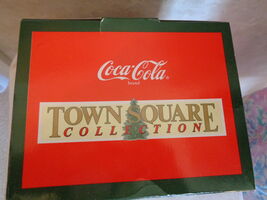 Coca-Cola®
brand
TOWN SQUARE
COLLECTION